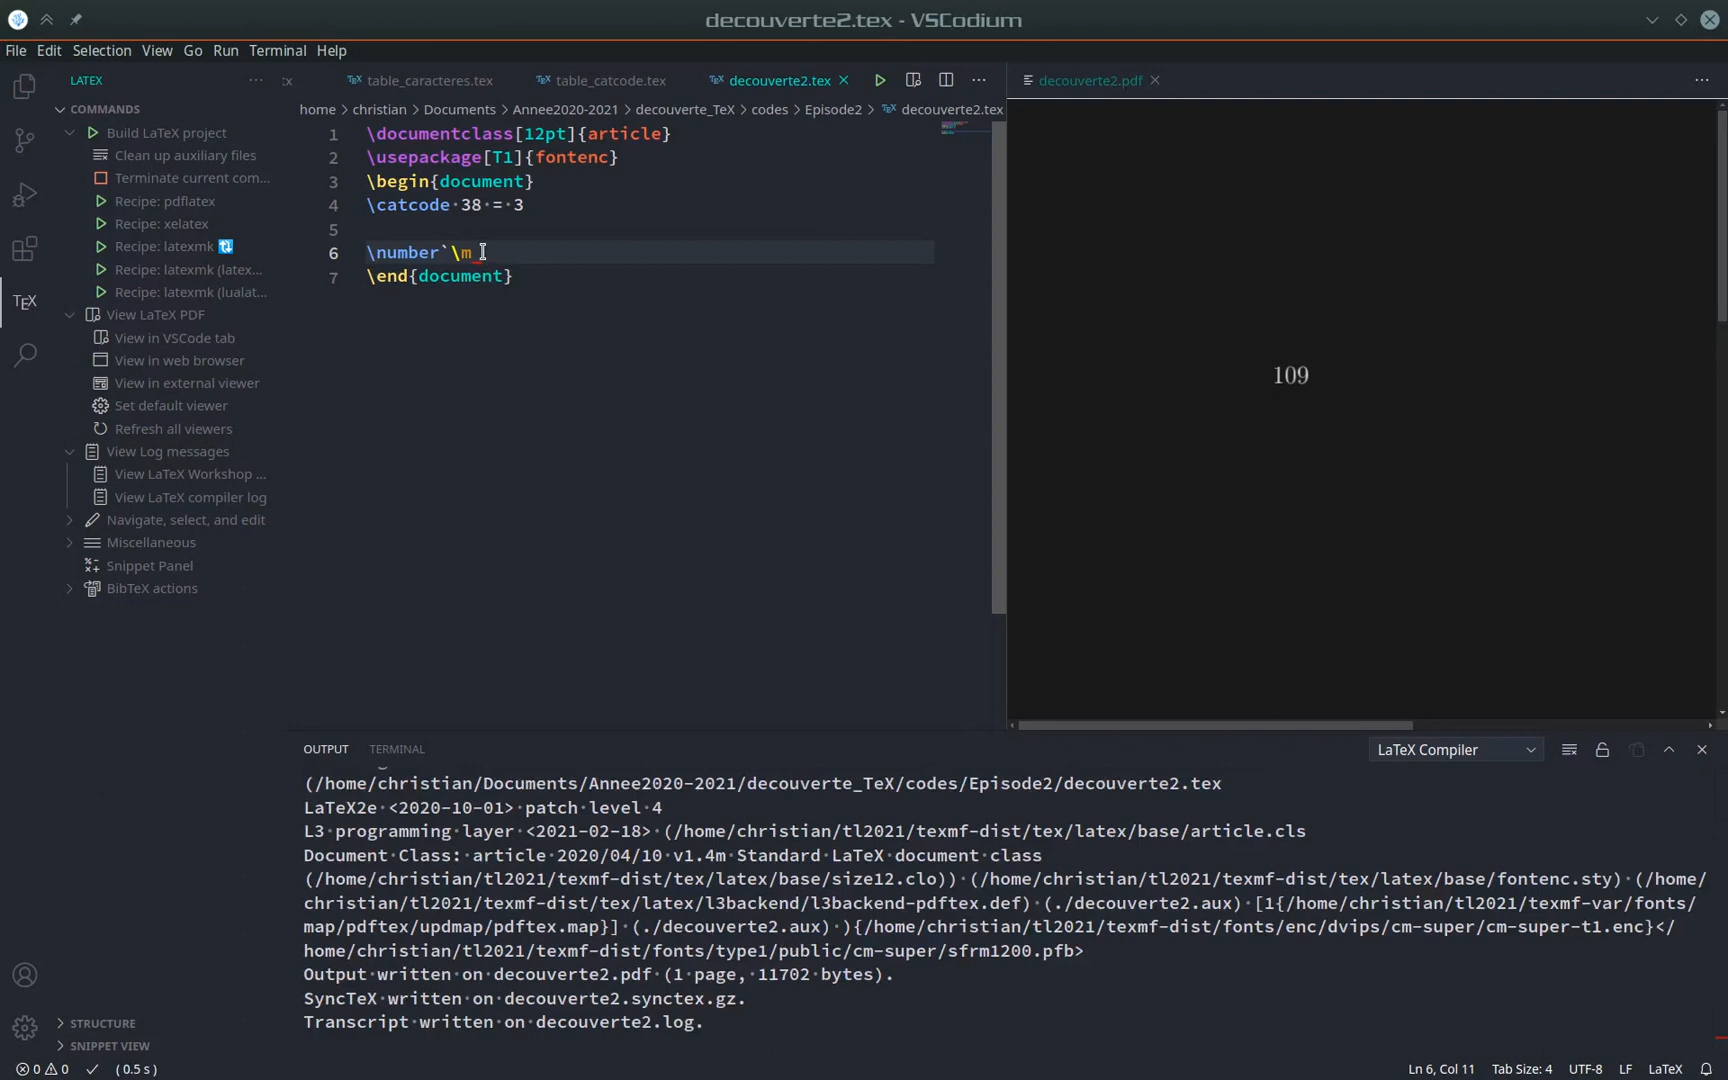 decouverte2.tex - VSCodium
File Edit Selection View Go Run Terminal Help
LATEX
COMMANDS
Build LaTeX project
Clean up auxiliary files
Terminate current com...
Recipe: pdflatex
Recipe: xelatex
Recipe: latexmk
Recipe: latexmk (latex...
Recipe: latexmk (lualat...
View LaTeX PDF
View in VSCode tab
View in web browser
View in external viewer
Set default viewer
Refresh all viewers
View Log messages
View LaTeX Workshop ...
View LaTeX compiler log
Navigate, select, and edit
Miscellaneous
Snippet Panel
BibTeX actions
STRUCTURE
SNIPPET VIEW
TEX
table_caracteres.tex table_catcode.tex decouverte2.tex
home > christian > Documents > Annee2020-2021 > decouverte_TeX > codes > Episode2 > decouverte2.tex
1 \documentclass[12pt]{article}
2 \usepackage[T1]{fontenc}
3 \begin{document}
4 \catcode·38·=·3
5
6 \number`\m
7 \end{document}
decouverte2.pdf
109
OUTPUT TERMINAL
LaTeX Compiler
(/home/christian/Documents/Annee2020-2021/decouverte_TeX/codes/Episode2/decouverte2.tex
LaTeX2e·<2020-10-01>·patch·level·4
L3·programming·layer·<2021-02-18>·(/home/christian/tl2021/texmf-dist/tex/latex/base/article.cls
Document·Class:·article·2020/04/10·v1.4m·Standard·LaTeX·document·class
(/home/christian/tl2021/texmf-dist/tex/latex/base/size12.clo))·(/home/christian/tl2021/texmf-dist/tex/latex/base/fontenc.sty)·(/home/
christian/tl2021/texmf-dist/tex/latex/l3backend/l3backend-pdftex.def)·(./decouverte2.aux)·[1{/home/christian/tl2021/texmf-var/fonts/
map/pdftex/updmap/pdftex.map}]·(./decouverte2.aux)·){/home/christian/tl2021/texmf-dist/fonts/enc/dvips/cm-super/cm-super-t1.enc}</
home/christian/tl2021/texmf-dist/fonts/type1/public/cm-super/sfrm1200.pfb>
Output·written·on·decouverte2.pdf·(1·page,·11702·bytes).
SyncTeX·written·on·decouverte2.synctex.gz.
Transcript·written·on·decouverte2.log.
0 0 (0.5 s)
Ln 6, Col 11 Tab Size: 4 UTF-8 LF LaTeX